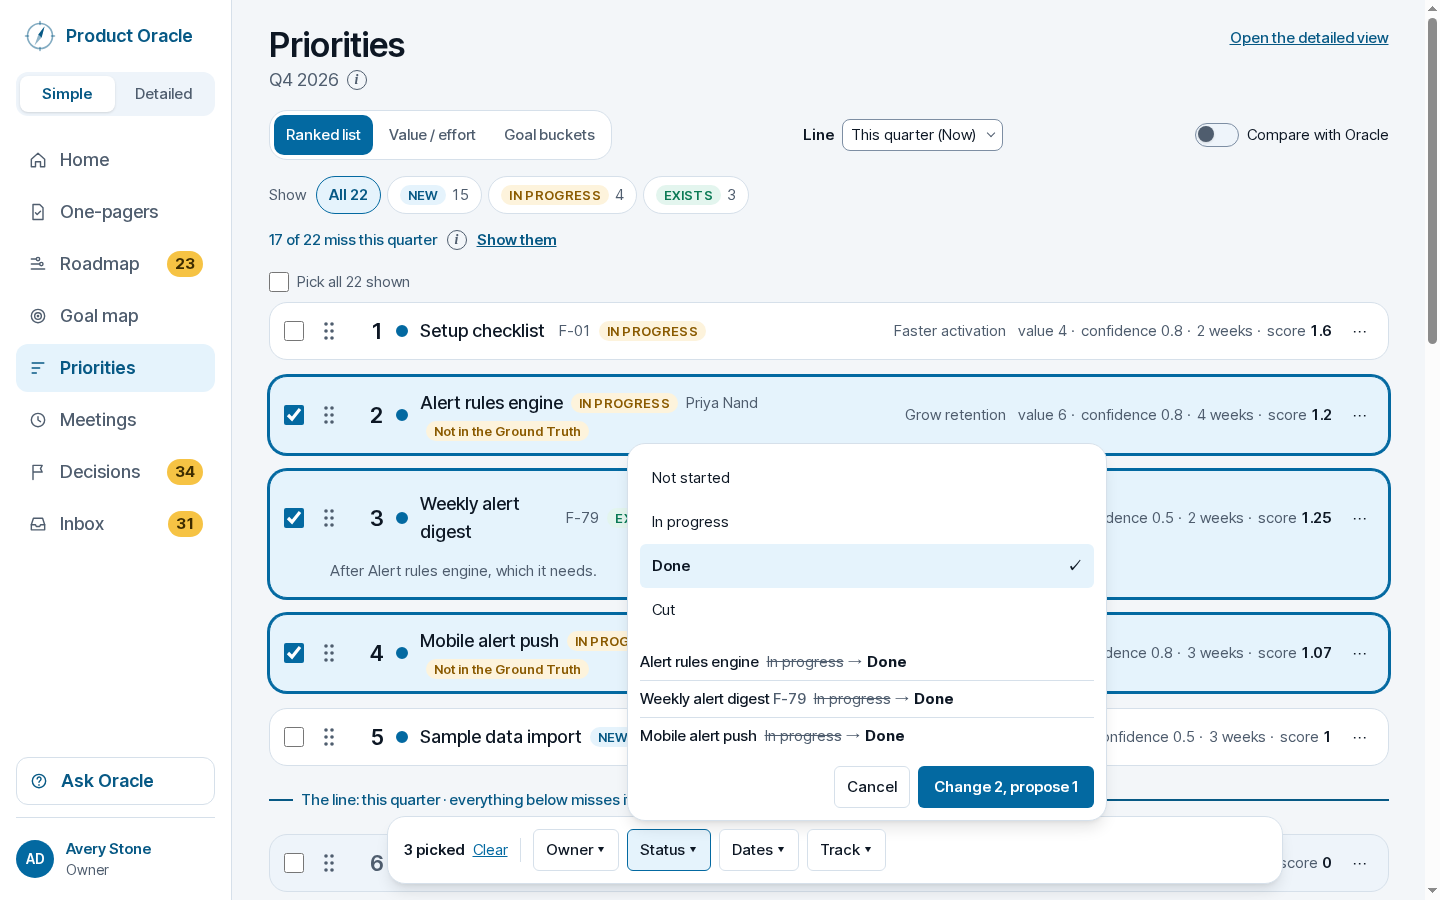 Product Oracle
Simple
Detailed
Home
One-pagers
Roadmap 23
Goal map
Priorities
Meetings
Decisions 34
Inbox 31
Ask Oracle
AD
Avery Stone
Owner
Priorities
Open the detailed view
Q4 2026 i
Ranked list
Value / effort
Goal buckets
Line This quarter (Now)
Compare with Oracle
Show All 22 NEW 15 IN PROGRESS 4 EXISTS 3
17 of 22 miss this quarter i Show them
Pick all 22 shown
1 Setup checklist F-01 IN PROGRESS Faster activation value 4 · confidence 0.8 · 2 weeks · score 1.6 ···
2 Alert rules engine IN PROGRESS Priya Nand Grow retention value 6 · confidence 0.8 · 4 weeks · score 1.2 ···
Not in the Ground Truth
3 Weekly alert digest F-79 dence 0.5 · 2 weeks · score 1.25 ···
After Alert rules engine, which it needs.
4 Mobile alert push IN PROG dence 0.8 · 3 weeks · score 1.07 ···
Not in the Ground Truth
5 Sample data import NEW onfidence 0.5 · 3 weeks · score 1 ···
The line: this quarter · everything below misses i
6 score 0 ···
Not started
In progress
Done ✓
Cut
Alert rules engine In progress → Done
Weekly alert digest F-79 In progress → Done
Mobile alert push In progress → Done
Cancel
Change 2, propose 1
3 picked Clear Owner ▾ Status ▾ Dates ▾ Track ▾